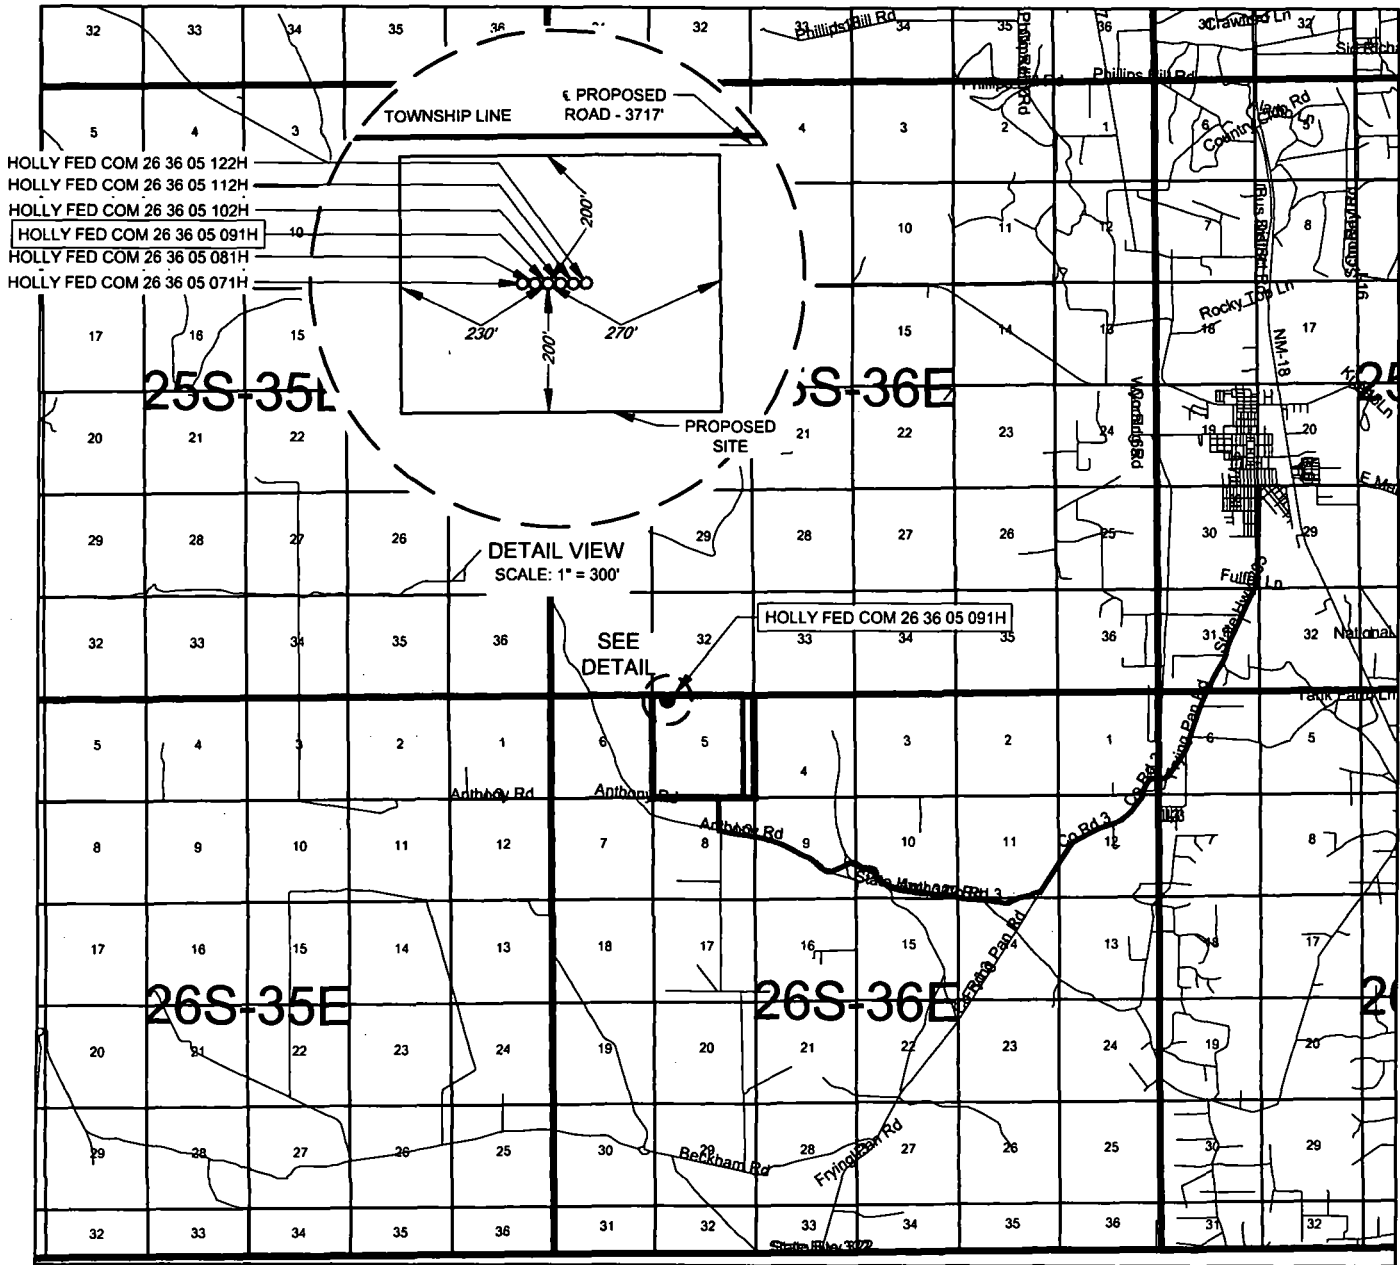 32 33 34 35 36 32 33 34 35 36 31 32
Phillips Hill Rd
Crawford Ln
Phillips Hill Rd
TOWNSHIP LINE
℄ PROPOSED
ROAD - 3717'
5 4 3 4 3 2 1 6 5
HOLLY FED COM 26 36 05 122H
HOLLY FED COM 26 36 05 112H
HOLLY FED COM 26 36 05 102H
HOLLY FED COM 26 36 05 091H
HOLLY FED COM 26 36 05 081H
HOLLY FED COM 26 36 05 071H
10 10 11 12 7 8
200'
230'
200'
270'
Rocky Top Ln
NM-18
17 16 15 15 14 13 18 17
25S-35E
5S-36E
25
PROPOSED
SITE
20 21 22 21 22 23 24 19 20
E Ma
29 28 27 26 29 28 27 26 25 30 29
DETAIL VIEW
SCALE: 1" = 300'
HOLLY FED COM 26 36 05 091H
SEE
DETAIL
32 33 34 35 36 32 33 34 35 36 31 32
National
5 4 3 2 1 6 5 4 3 2 1 6 5
Anthony Rd
Anthony Rd
Anthony Rd
Co Rd 3
8 9 10 11 12 7 8 9 10 11 12 8
17 16 15 14 13 18 17 16 15 14 13 18 17
26S-35E
26S-36E
20 21 22 23 24 19 20 21 22 23 24 19 20
29 28 27 26 25 30 29 28 27 26 25 30 29
Beckham Rd
Frying Pan Rd
32 33 34 35 36 31 32 33 34 35 36 31 32